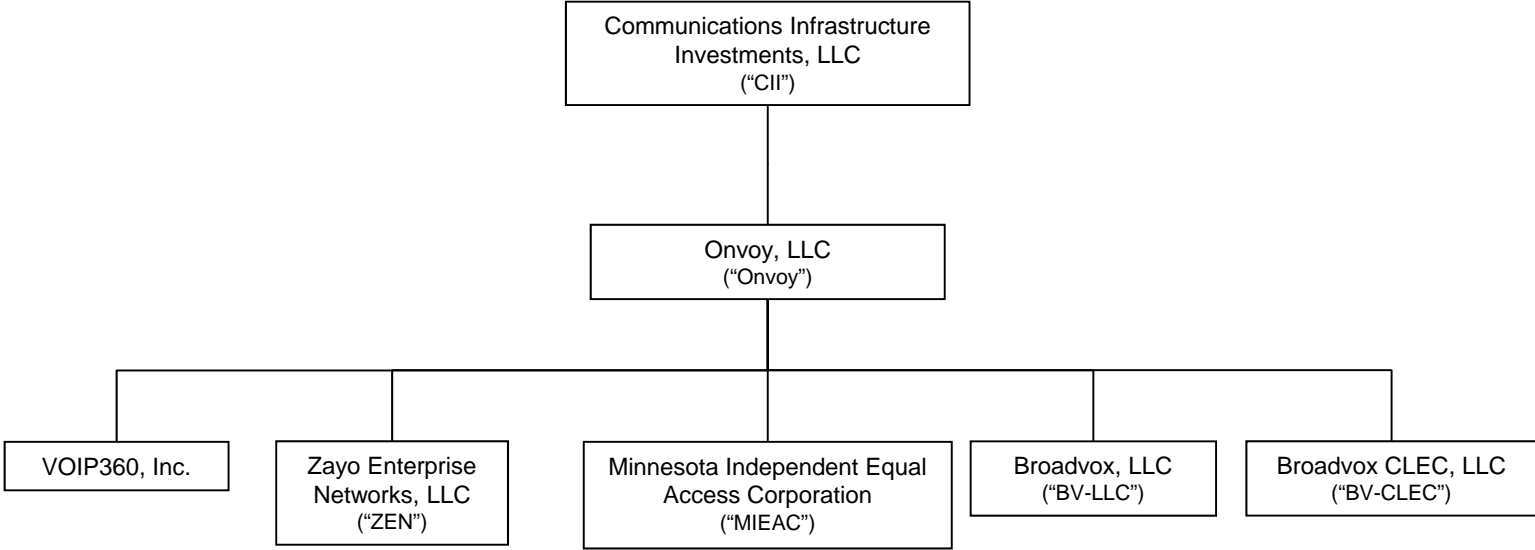 Communications Infrastructure
Investments, LLC
(“CII”)
Onvoy, LLC
(“Onvoy”)
VOIP360, Inc.
Zayo Enterprise
Networks, LLC
(“ZEN”)
Minnesota Independent Equal
Access Corporation
(“MIEAC”)
Broadvox, LLC
(“BV-LLC”)
Broadvox CLEC, LLC
(“BV-CLEC”)